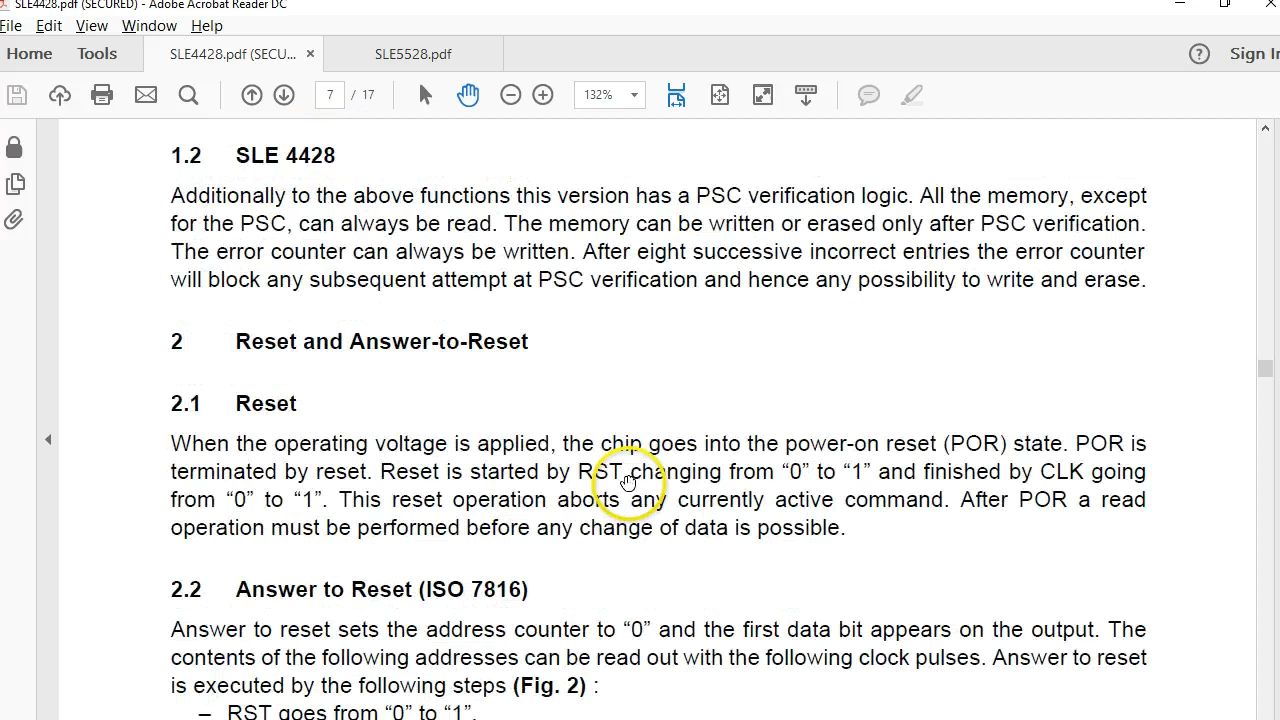 SLE4428.pdf (SECURED) - Adobe Acrobat Reader DC
File Edit View Window Help
Home Tools SLE4428.pdf (SECU... × SLE5528.pdf ? Sign In
7 / 17 132%
1.2 SLE 4428
Additionally to the above functions this version has a PSC verification logic. All the memory, except
for the PSC, can always be read. The memory can be written or erased only after PSC verification.
The error counter can always be written. After eight successive incorrect entries the error counter
will block any subsequent attempt at PSC verification and hence any possibility to write and erase.
2 Reset and Answer-to-Reset
2.1 Reset
When the operating voltage is applied, the chip goes into the power-on reset (POR) state. POR is
terminated by reset. Reset is started by RST changing from “0” to “1” and finished by CLK going
from “0” to “1”. This reset operation aborts any currently active command. After POR a read
operation must be performed before any change of data is possible.
2.2 Answer to Reset (ISO 7816)
Answer to reset sets the address counter to “0” and the first data bit appears on the output. The
contents of the following addresses can be read out with the following clock pulses. Answer to reset
is executed by the following steps (Fig. 2) :
– RST goes from “0” to “1”.